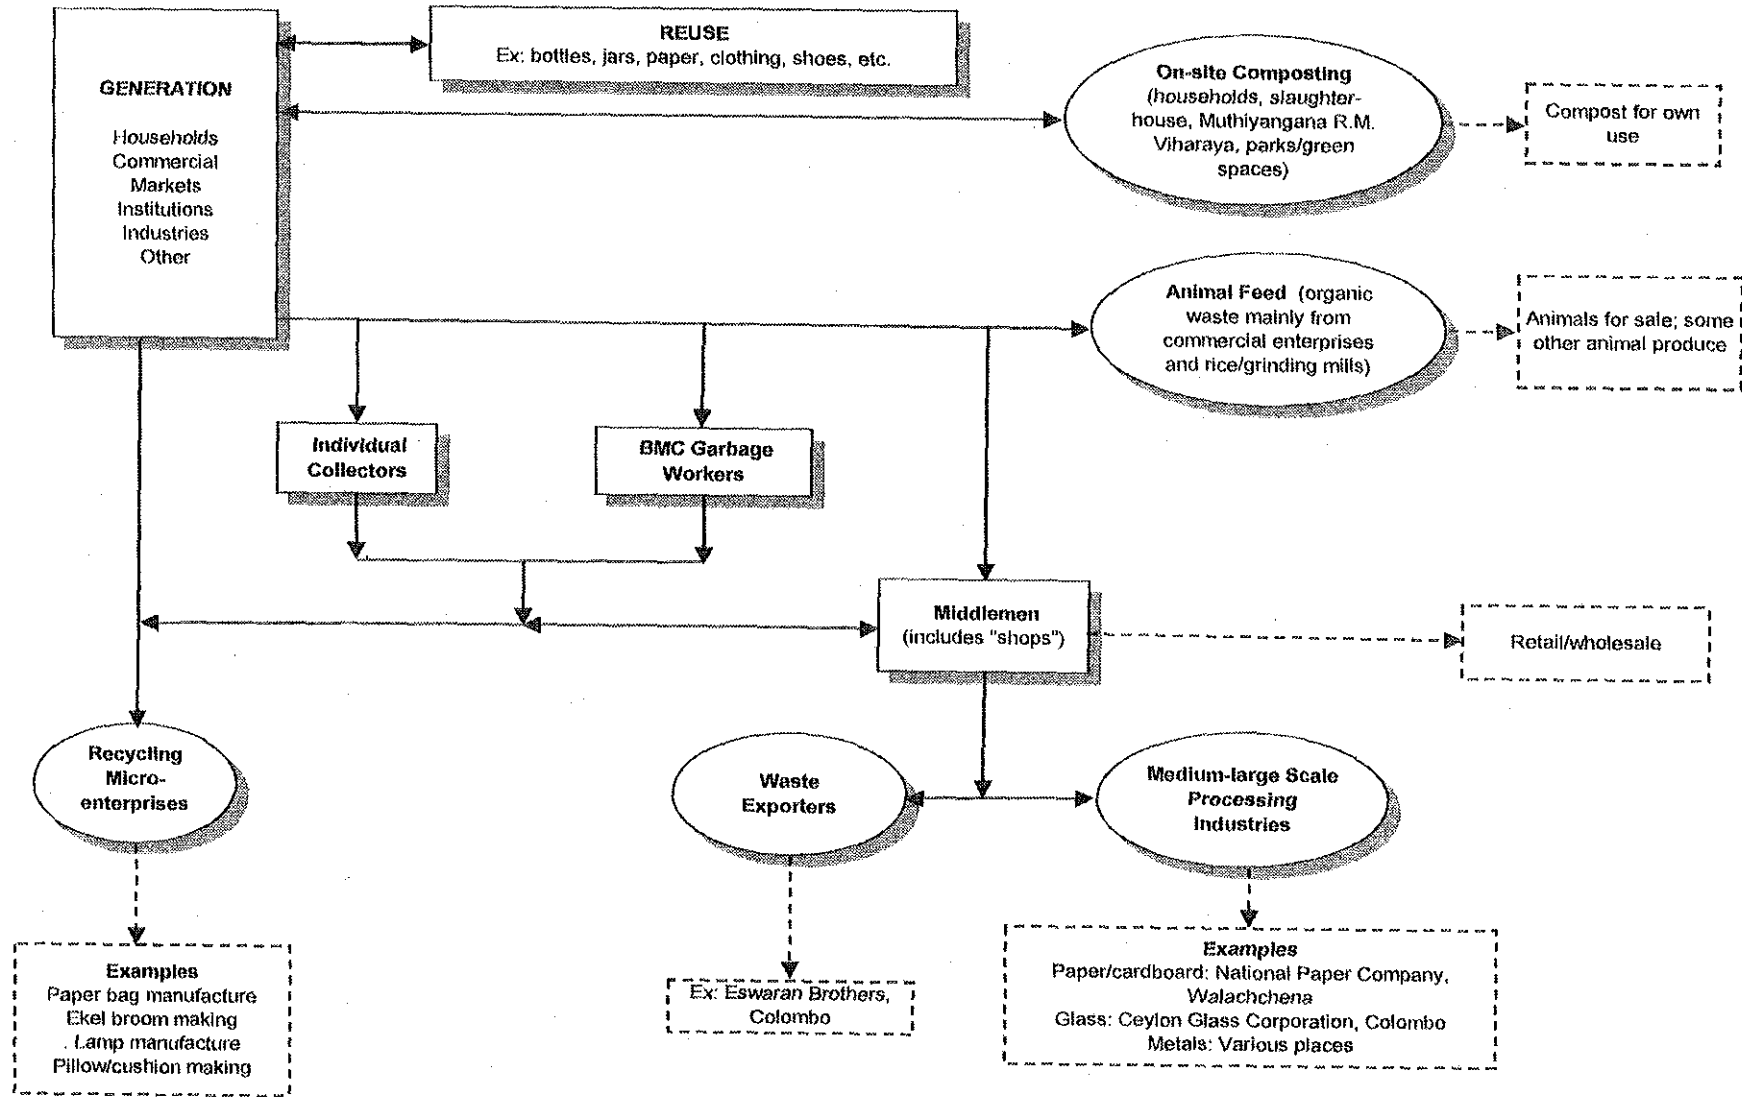 GENERATION
Households
Commercial
Markets
Institutions
Industries
Other
REUSE
Ex: bottles, jars, paper, clothing, shoes, etc.
On-site Composting
(households, slaughter-
house, Muthiyangana R.M.
Viharaya, parks/green
spaces)
Compost for own
use
Animal Feed (organic
waste mainly from
commercial enterprises
and rice/grinding mills)
Animals for sale; some
other animal produce
Individual
Collectors
BMC Garbage
Workers
Middlemen
(includes "shops")
Retail/wholesale
Recycling
Micro-
enterprises
Waste
Exporters
Medium-large Scale
Processing
Industries
Examples
Paper bag manufacture
Ekel broom making
Lamp manufacture
Pillow/cushion making
Ex: Eswaran Brothers,
Colombo
Examples
Paper/cardboard: National Paper Company,
Walachchena
Glass: Ceylon Glass Corporation, Colombo
Metals: Various places